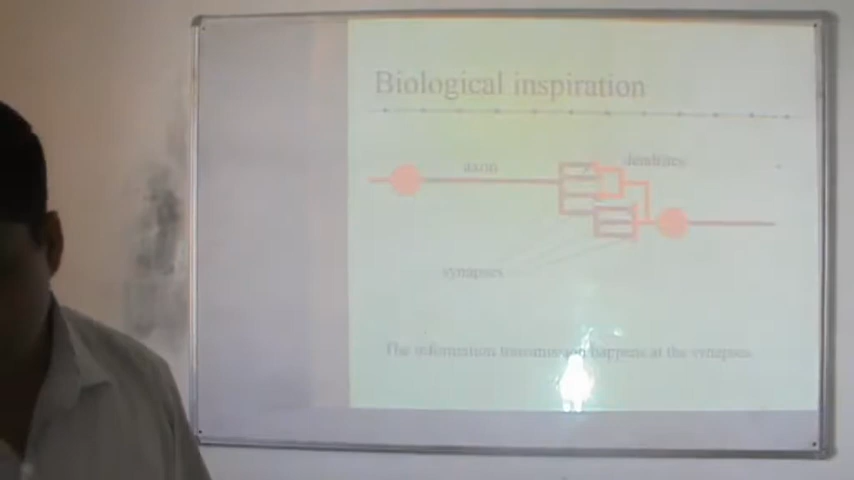 Biological inspiration
axon
dendrites
synapses
The information transmission happens at the synapses